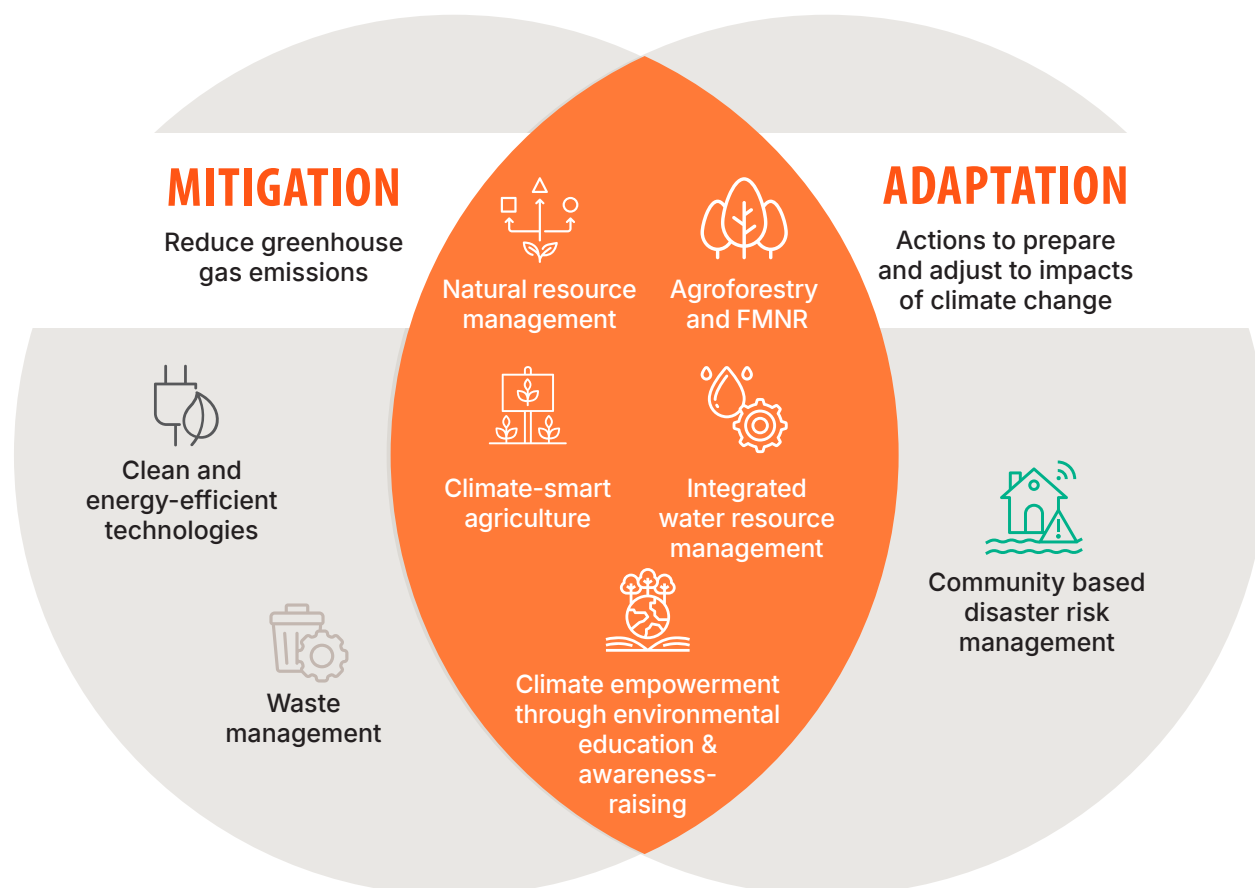 MITIGATION
Reduce greenhouse
gas emissions
Clean and
energy-efficient
technologies
Waste
management
Natural resource
management
Agroforestry
and FMNR
Climate-smart
agriculture
Integrated
water resource
management
Climate empowerment
through environmental
education &
awareness-
raising
ADAPTATION
Actions to prepare
and adjust to impacts
of climate change
Community based
disaster risk
management